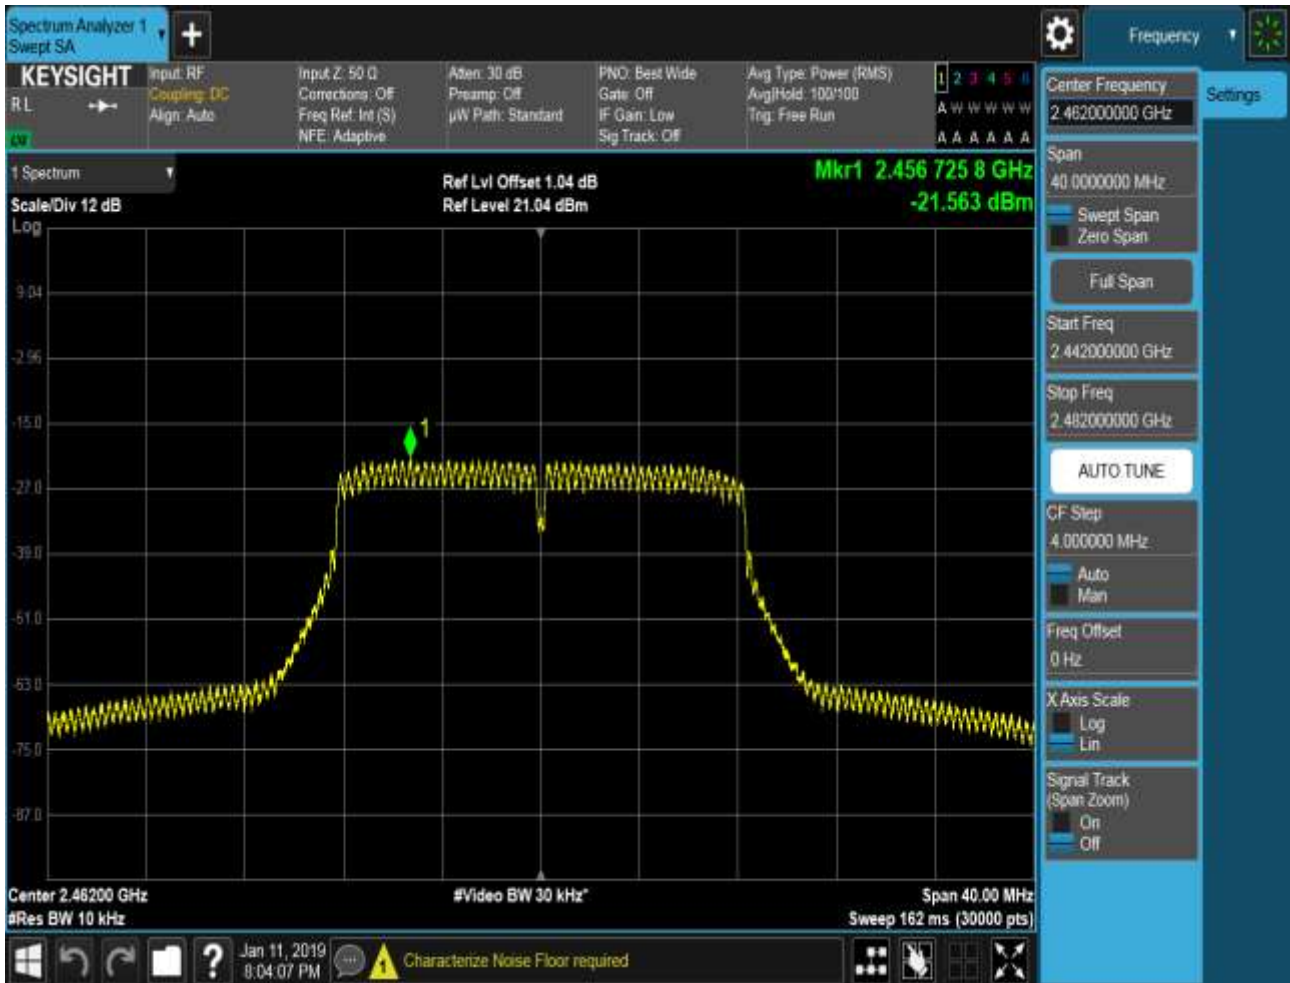 Spectrum Analyzer 1
Swept SA
+
Frequency
KEYSIGHT
Input: RF
Coupling: DC
Align: Auto
Input Z: 50 Ω
Corrections: Off
Freq Ref: Int (S)
NFE: Adaptive
Atten: 30 dB
Preamp: Off
µW Path: Standard
PNO: Best Wide
Gate: Off
IF Gain: Low
Sig Track: Off
Avg Type: Power (RMS)
Avg|Hold: 100/100
Trig: Free Run
1 2 3 4 5 6
A W W W W W
A A A A A A
R L
LXI
1 Spectrum
Scale/Div 12 dB
Ref Lvl Offset 1.04 dB
Ref Level 21.04 dBm
Mkr1 2.456 725 8 GHz
-21.563 dBm
Log
9.04
-2.96
-15.0
-27.0
-39.0
-51.0
-63.0
-75.0
-87.0
1
Center 2.46200 GHz
#Res BW 10 kHz
#Video BW 30 kHz*
Span 40.00 MHz
Sweep 162 ms (30000 pts)
Center Frequency
2.462000000 GHz
Settings
Span
40.0000000 MHz
Swept Span
Zero Span
Full Span
Start Freq
2.442000000 GHz
Stop Freq
2.482000000 GHz
AUTO TUNE
CF Step
4.000000 MHz
Auto
Man
Freq Offset
0 Hz
X Axis Scale
Log
Lin
Signal Track
(Span Zoom)
On
Off
?
Jan 11, 2019
8:04:07 PM
1
Characterize Noise Floor required